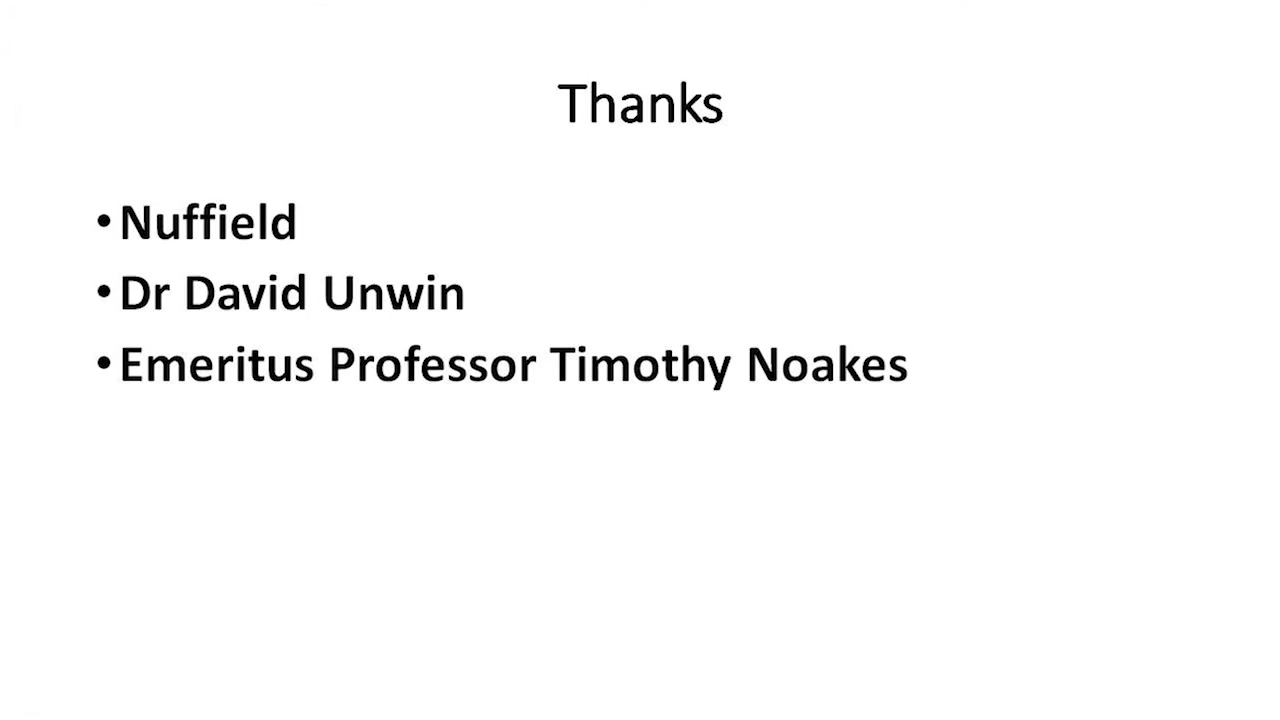 Thanks
•Nuffield
•Dr David Unwin
•Emeritus Professor Timothy Noakes